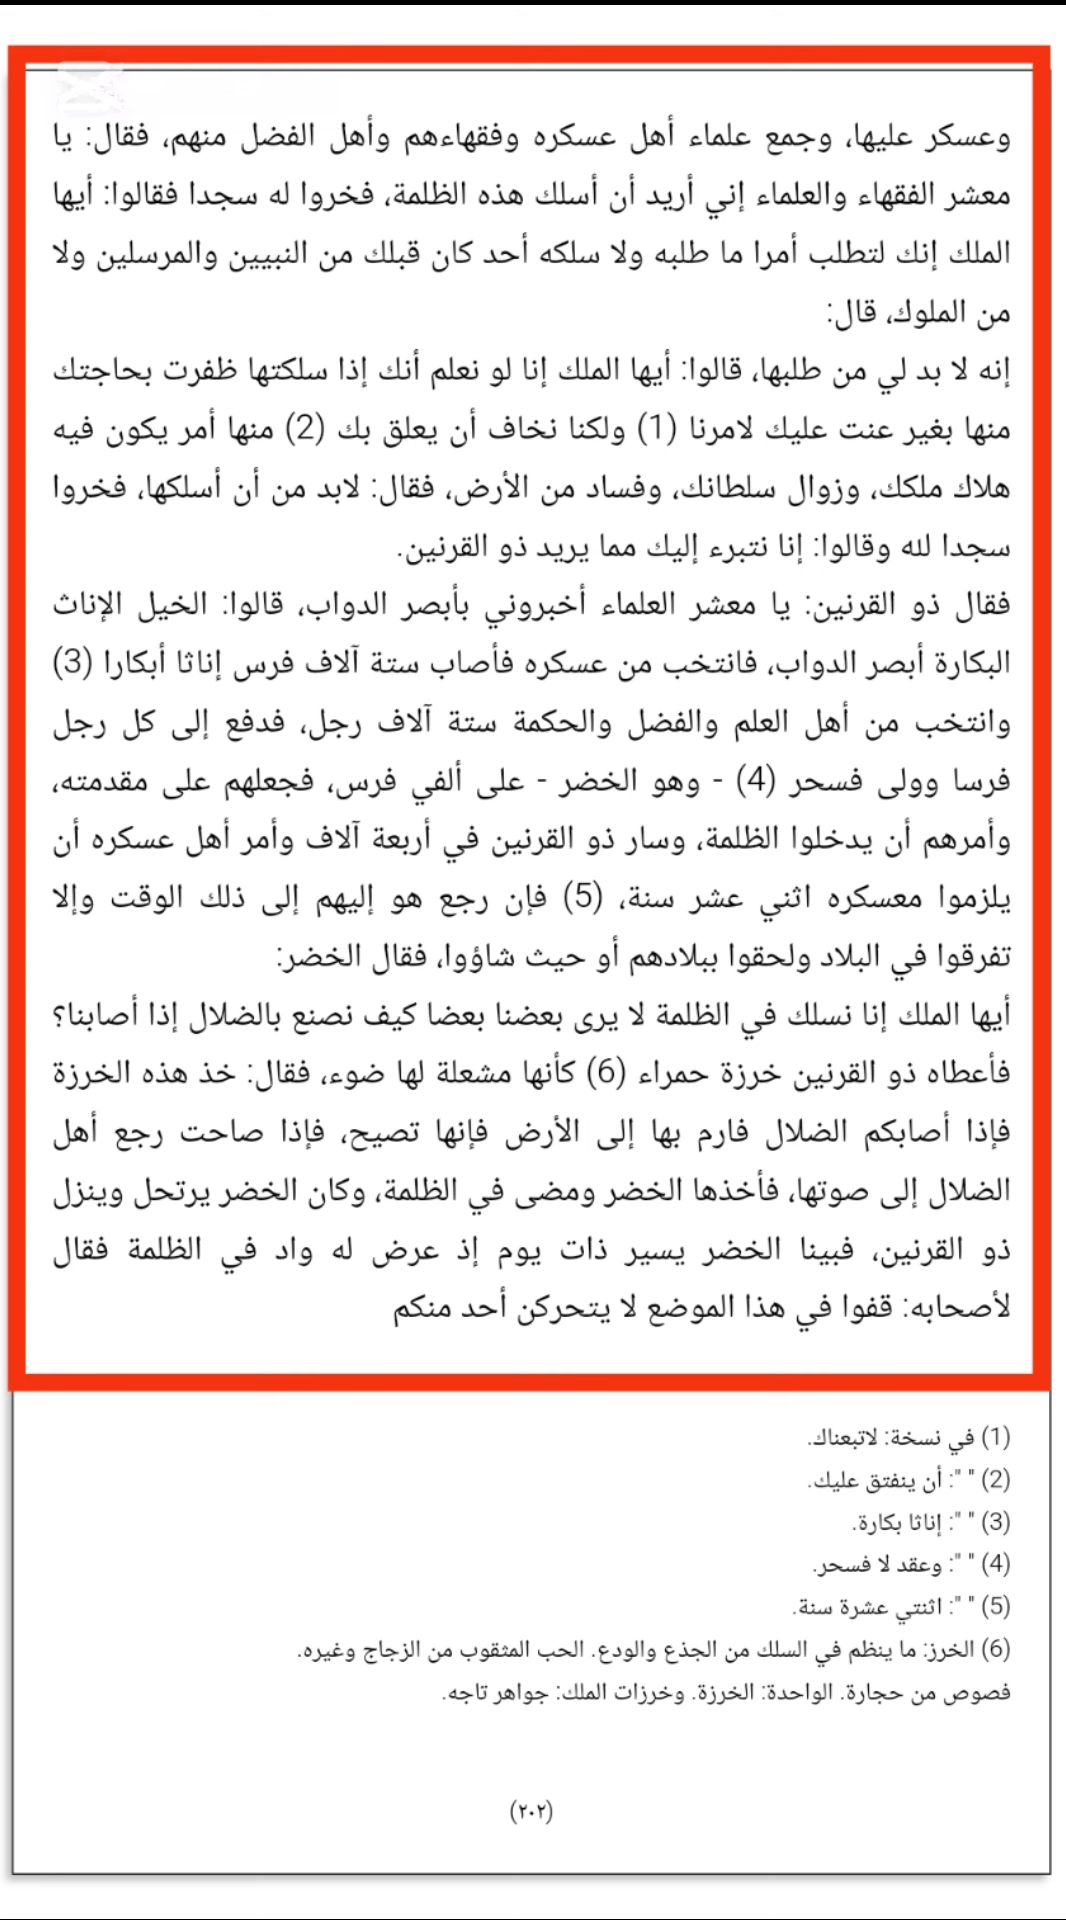 وعسكر عليها، وجمع علماء أهل عسكره وفقهاءهم وأهل الفضل منهم، فقال: يا
معشر الفقهاء والعلماء إني أريد أن أسلك هذه الظلمة، فخروا له سجدا فقالوا: أيها
الملك إنك لتطلب أمرا ما طلبه ولا سلكه أحد كان قبلك من النبيين والمرسلين ولا
من الملوك، قال:
إنه لا بد لي من طلبها، قالوا: أيها الملك إنا لو نعلم أنك إذا سلكتها ظفرت بحاجتك
منها بغير عنت عليك لامرنا (1) ولكنا نخاف أن يعلق بك (2) منها أمر يكون فيه
هلاك ملكك، وزوال سلطانك، وفساد من الأرض، فقال: لابد من أن أسلكها، فخروا
سجدا لله وقالوا: إنا نتبرء إليك مما يريد ذو القرنين.
فقال ذو القرنين: يا معشر العلماء أخبروني بأبصر الدواب، قالوا: الخيل الإناث
البكارة أبصر الدواب، فانتخب من عسكره فأصاب ستة آلاف فرس إناثا أبكارا (3)
وانتخب من أهل العلم والفضل والحكمة ستة آلاف رجل، فدفع إلى كل رجل
فرسا وولى فسحر (4) - وهو الخضر - على ألفي فرس، فجعلهم على مقدمته،
وأمرهم أن يدخلوا الظلمة، وسار ذو القرنين في أربعة آلاف وأمر أهل عسكره أن
يلزموا معسكره اثني عشر سنة، (5) فإن رجع هو إليهم إلى ذلك الوقت وإلا
تفرقوا في البلاد ولحقوا ببلادهم أو حيث شاؤوا، فقال الخضر:
أيها الملك إنا نسلك في الظلمة لا يرى بعضنا بعضا كيف نصنع بالضلال إذا أصابنا؟
فأعطاه ذو القرنين خرزة حمراء (6) كأنها مشعلة لها ضوء، فقال: خذ هذه الخرزة
فإذا أصابكم الضلال فارم بها إلى الأرض فإنها تصيح، فإذا صاحت رجع أهل
الضلال إلى صوتها، فأخذها الخضر ومضى في الظلمة، وكان الخضر يرتحل وينزل
ذو القرنين، فبينا الخضر يسير ذات يوم إذ عرض له واد في الظلمة فقال
لأصحابه: قفوا في هذا الموضع لا يتحركن أحد منكم
(1) في نسخة: لاتبعناك.
(2) " ": أن ينفتق عليك.
(3) " ": إناثا بكارة.
(4) " ": وعقد لا فسحر.
(5) " ": اثنتي عشرة سنة.
(6) الخرز: ما ينظم في السلك من الجذع والودع. الحب المثقوب من الزجاج وغيره.
فصوص من حجارة. الواحدة: الخرزة. وخرزات الملك: جواهر تاجه.
(٢٠٢)